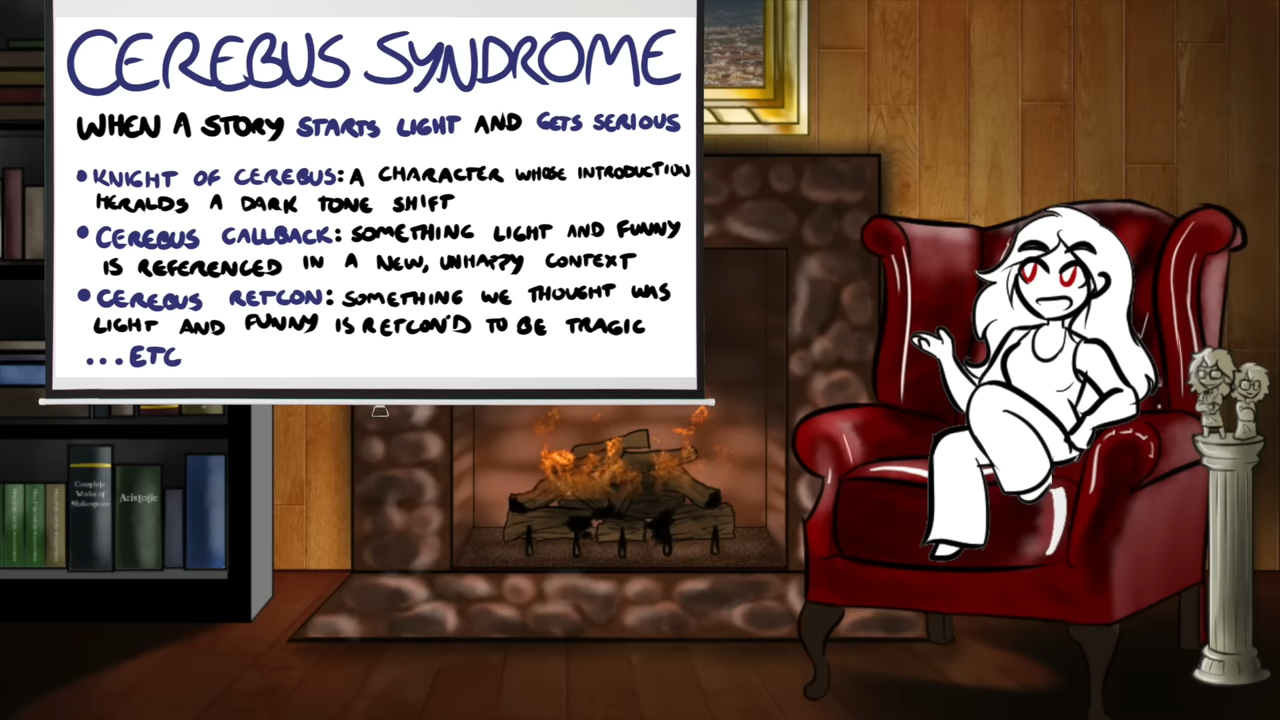 CEREBUS SYNDROME
WHEN A STORY STARTS LIGHT AND GETS SERIOUS
• KNIGHT OF CEREBUS: A CHARACTER WHOSE INTRODUCTION
HERALDS A DARK TONE SHIFT
• CEREBUS CALLBACK: SOMETHING LIGHT AND FUNNY
IS REFERENCED IN A NEW, UNHAPPY CONTEXT
• CEREBUS RETCON: SOMETHING WE THOUGHT WAS
LIGHT AND FUNNY IS RETCON'D TO BE TRAGIC
...ETC
Complete
Works of
Shakespeare
Aristotle